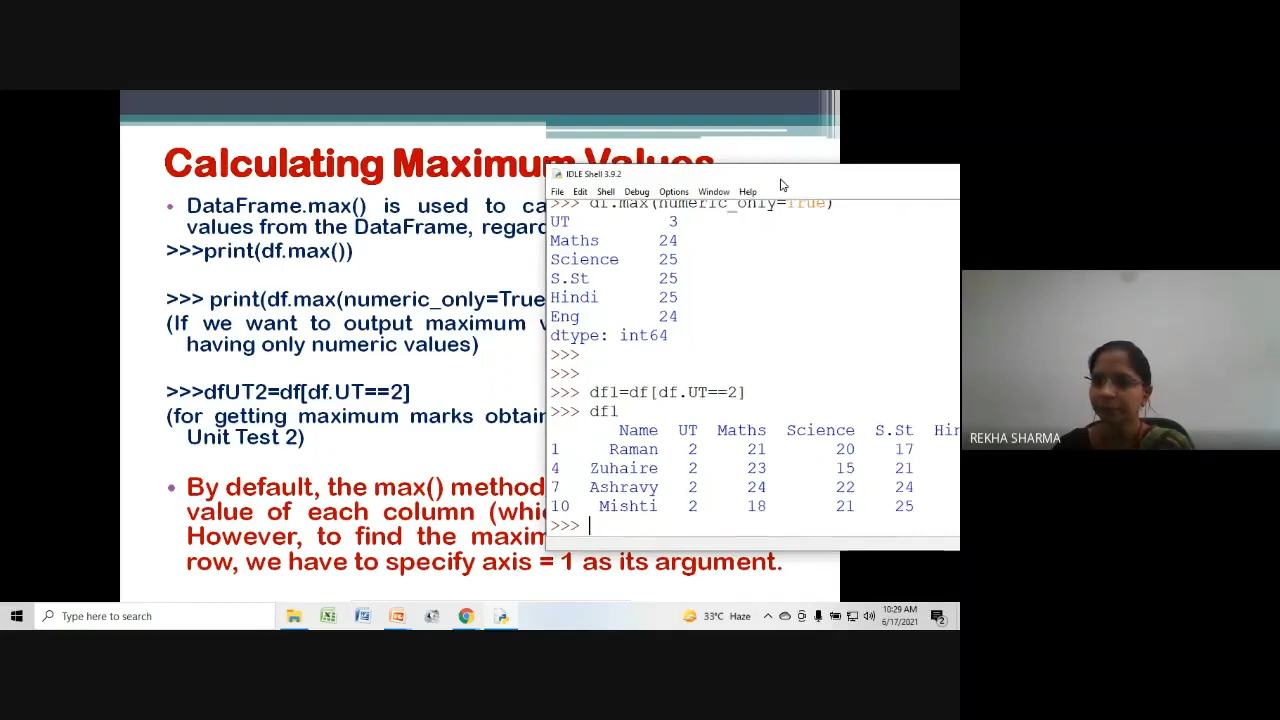 Calculating Maximum Values
• DataFrame.max() is used to ca
values from the DataFrame, regard
>>>print(df.max())
>>> print(df.max(numeric_only=True
(If we want to output maximum v
having only numeric values)
>>>dfUT2=df[df.UT==2]
(for getting maximum marks obtain
Unit Test 2)
• By default, the max() method
value of each column (whic
However, to find the maxim
row, we have to specify axis = 1 as its argument.
IDLE Shell 3.9.2
File Edit Shell Debug Options Window Help
>>> df.max(numeric_only=True)
UT 3
Maths 24
Science 25
S.St 25
Hindi 25
Eng 24
dtype: int64
>>>
>>>
>>> df1=df[df.UT==2]
>>> df1
Name UT Maths Science S.St Hin
1 Raman 2 21 20 17
4 Zuhaire 2 23 15 21
7 Ashravy 2 24 22 24
10 Mishti 2 18 21 25
>>>
REKHA SHARMA
Type here to search
33°C Haze
10:29 AM
6/17/2021
2